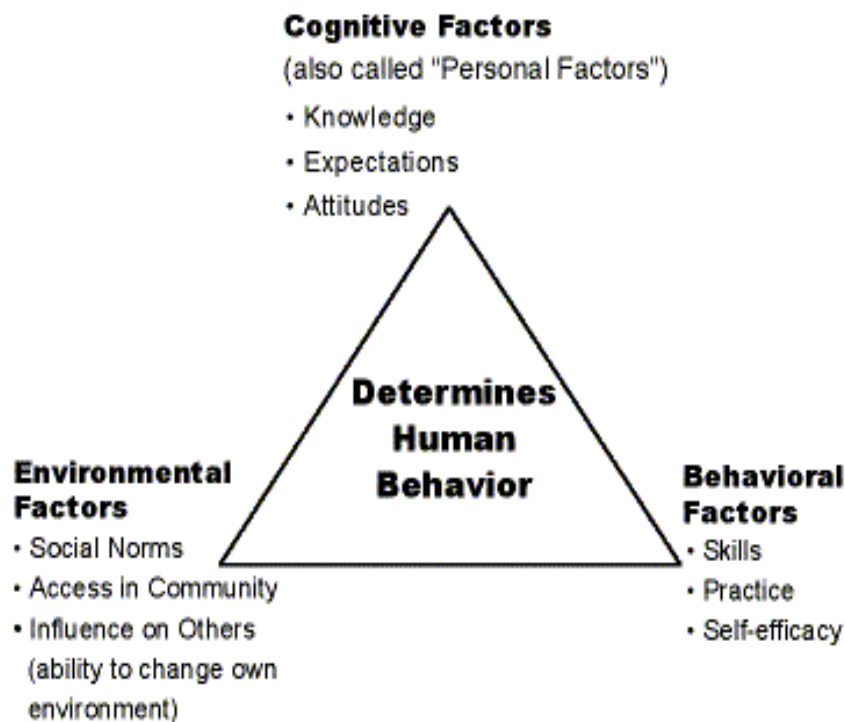 Cognitive Factors
(also called "Personal Factors")
• Knowledge
• Expectations
• Attitudes
Determines
Human
Behavior
Environmental
Factors
• Social Norms
• Access in Community
• Influence on Others
(ability to change own
environment)
Behavioral
Factors
• Skills
• Practice
• Self-efficacy